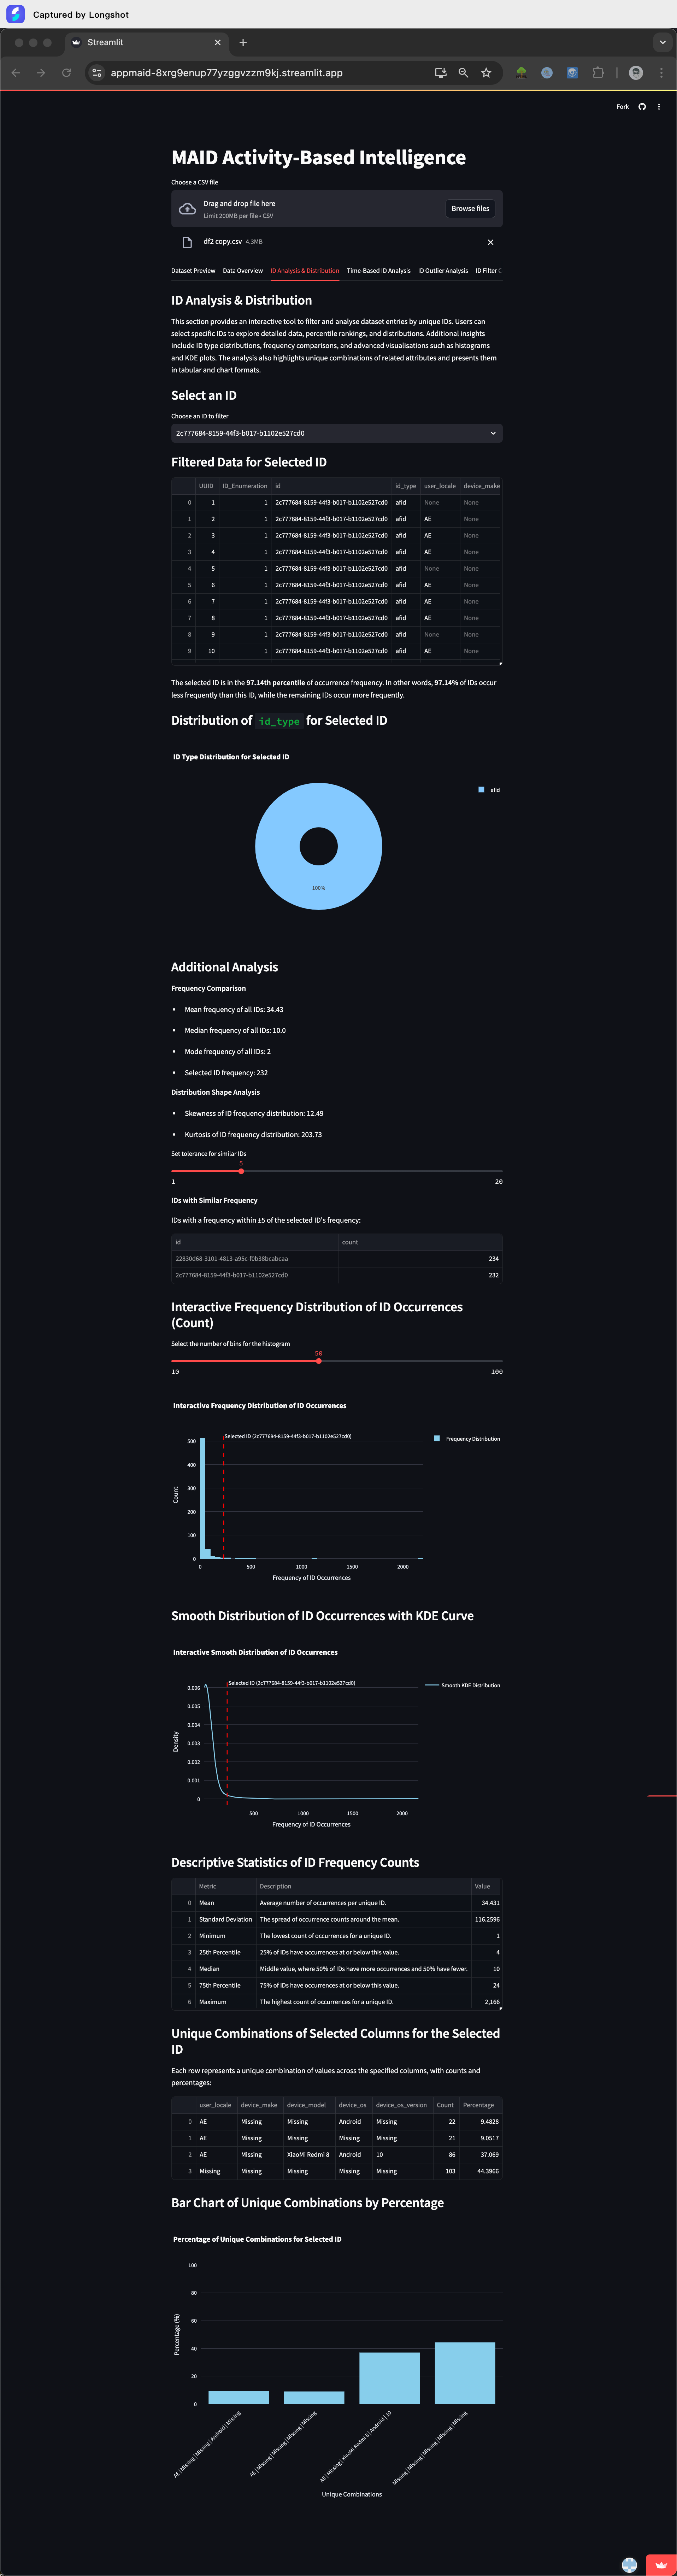 Captured by Longshot
Streamlit
appmaid-8xrg9enup77yzggvzzm9kj.streamlit.app
Fork
MAID Activity-Based Intelligence
Choose a CSV file
Drag and drop file here
Limit 200MB per file • CSV
Browse files
df2 copy.csv 4.3MB
Dataset Preview Data Overview ID Analysis & Distribution Time-Based ID Analysis ID Outlier Analysis ID Filter C
ID Analysis & Distribution
This section provides an interactive tool to filter and analyse dataset entries by unique IDs. Users can
select specific IDs to explore detailed data, percentile rankings, and distributions. Additional insights
include ID type distributions, frequency comparisons, and advanced visualisations such as histograms
and KDE plots. The analysis also highlights unique combinations of related attributes and presents them
in tabular and chart formats.
Select an ID
Choose an ID to filter
2c777684-8159-44f3-b017-b1102e527cd0
Filtered Data for Selected ID
UUID ID_Enumeration id id_type user_locale device_make
0 1 1 2c777684-8159-44f3-b017-b1102e527cd0 afid None None
1 2 1 2c777684-8159-44f3-b017-b1102e527cd0 afid AE None
2 3 1 2c777684-8159-44f3-b017-b1102e527cd0 afid AE None
3 4 1 2c777684-8159-44f3-b017-b1102e527cd0 afid AE None
4 5 1 2c777684-8159-44f3-b017-b1102e527cd0 afid None None
5 6 1 2c777684-8159-44f3-b017-b1102e527cd0 afid AE None
6 7 1 2c777684-8159-44f3-b017-b1102e527cd0 afid AE None
7 8 1 2c777684-8159-44f3-b017-b1102e527cd0 afid AE None
8 9 1 2c777684-8159-44f3-b017-b1102e527cd0 afid None None
9 10 1 2c777684-8159-44f3-b017-b1102e527cd0 afid AE None
The selected ID is in the 97.14th percentile of occurrence frequency. In other words, 97.14% of IDs occur
less frequently than this ID, while the remaining IDs occur more frequently.
Distribution of id_type for Selected ID
ID Type Distribution for Selected ID
afid
100%
Additional Analysis
Frequency Comparison
• Mean frequency of all IDs: 34.43
• Median frequency of all IDs: 10.0
• Mode frequency of all IDs: 2
• Selected ID frequency: 232
Distribution Shape Analysis
• Skewness of ID frequency distribution: 12.49
• Kurtosis of ID frequency distribution: 203.73
Set tolerance for similar IDs
5
1 20
IDs with Similar Frequency
IDs with a frequency within ±5 of the selected ID's frequency:
id count
22830d68-3101-4813-a95c-f0b38bcabcaa 234
2c777684-8159-44f3-b017-b1102e527cd0 232
Interactive Frequency Distribution of ID Occurrences
(Count)
Select the number of bins for the histogram
50
10 100
Interactive Frequency Distribution of ID Occurrences
Selected ID (2c777684-8159-44f3-b017-b1102e527cd0)
Frequency Distribution
500
400
300
200
100
0
Count
0 500 1000 1500 2000
Frequency of ID Occurrences
Smooth Distribution of ID Occurrences with KDE Curve
Interactive Smooth Distribution of ID Occurrences
Selected ID (2c777684-8159-44f3-b017-b1102e527cd0)
Smooth KDE Distribution
0.006
0.005
0.004
0.003
0.002
0.001
0
Density
500 1000 1500 2000
Frequency of ID Occurrences
Descriptive Statistics of ID Frequency Counts
Metric Description Value
0 Mean Average number of occurrences per unique ID. 34.431
1 Standard Deviation The spread of occurrence counts around the mean. 116.2596
2 Minimum The lowest count of occurrences for a unique ID. 1
3 25th Percentile 25% of IDs have occurrences at or below this value. 4
4 Median Middle value, where 50% of IDs have more occurrences and 50% have fewer. 10
5 75th Percentile 75% of IDs have occurrences at or below this value. 24
6 Maximum The highest count of occurrences for a unique ID. 2,166
Unique Combinations of Selected Columns for the Selected
ID
Each row represents a unique combination of values across the specified columns, with counts and
percentages:
user_locale device_make device_model device_os device_os_version Count Percentage
0 AE Missing Missing Android Missing 22 9.4828
1 AE Missing Missing Missing Missing 21 9.0517
2 AE Missing XiaoMi Redmi 8 Android 10 86 37.069
3 Missing Missing Missing Missing Missing 103 44.3966
Bar Chart of Unique Combinations by Percentage
Percentage of Unique Combinations for Selected ID
100
80
60
40
20
0
Percentage (%)
AE | Missing | Missing | Android | Missing
AE | Missing | Missing | Missing | Missing
AE | Missing | XiaoMi Redmi 8 | Android | 10
Missing | Missing | Missing | Missing | Missing
Unique Combinations